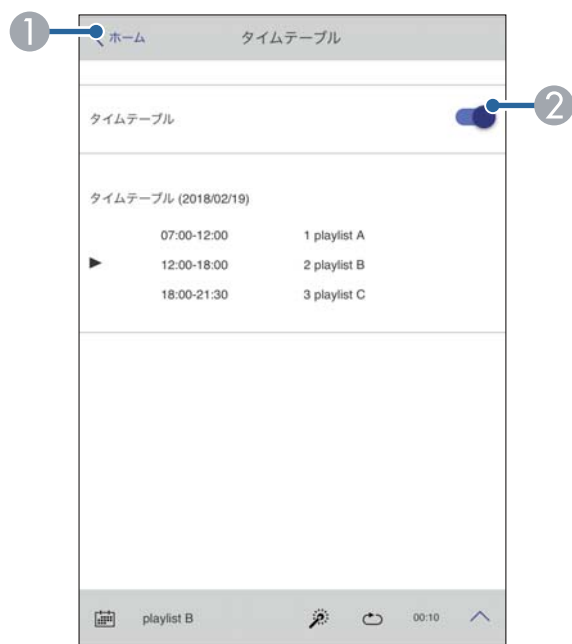 1
ホーム タイムテーブル
タイムテーブル
2
タイムテーブル (2018/02/19)
07:00-12:00 1 playlist A
12:00-18:00 2 playlist B
18:00-21:30 3 playlist C
playlist B 00:10